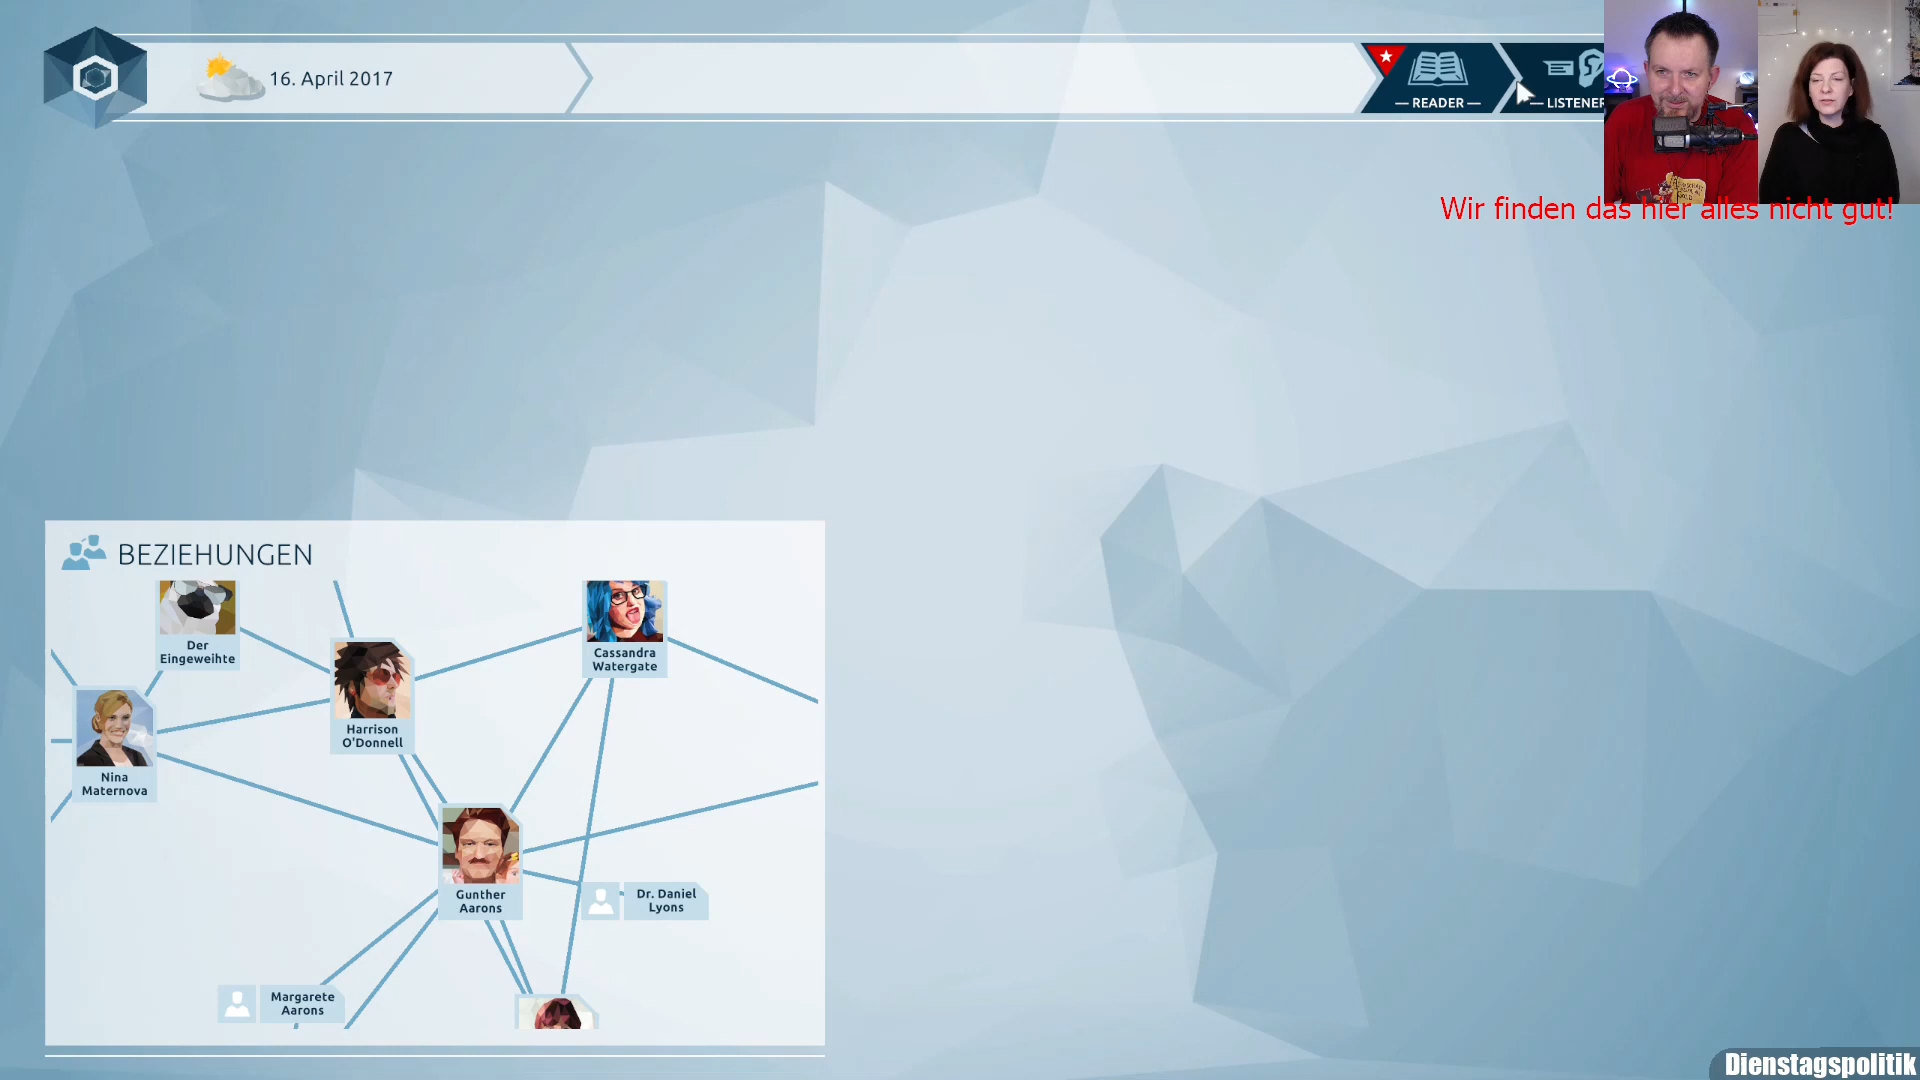 16. April 2017
READER
LISTENER
Wir finden das hier alles nicht gut!
BEZIEHUNGEN
Der
Eingeweihte
Cassandra
Watergate
Harrison
O'Donnell
Nina
Maternova
Gunther
Aarons
Dr. Daniel
Lyons
Margarete
Aarons
Dienstagspolitik